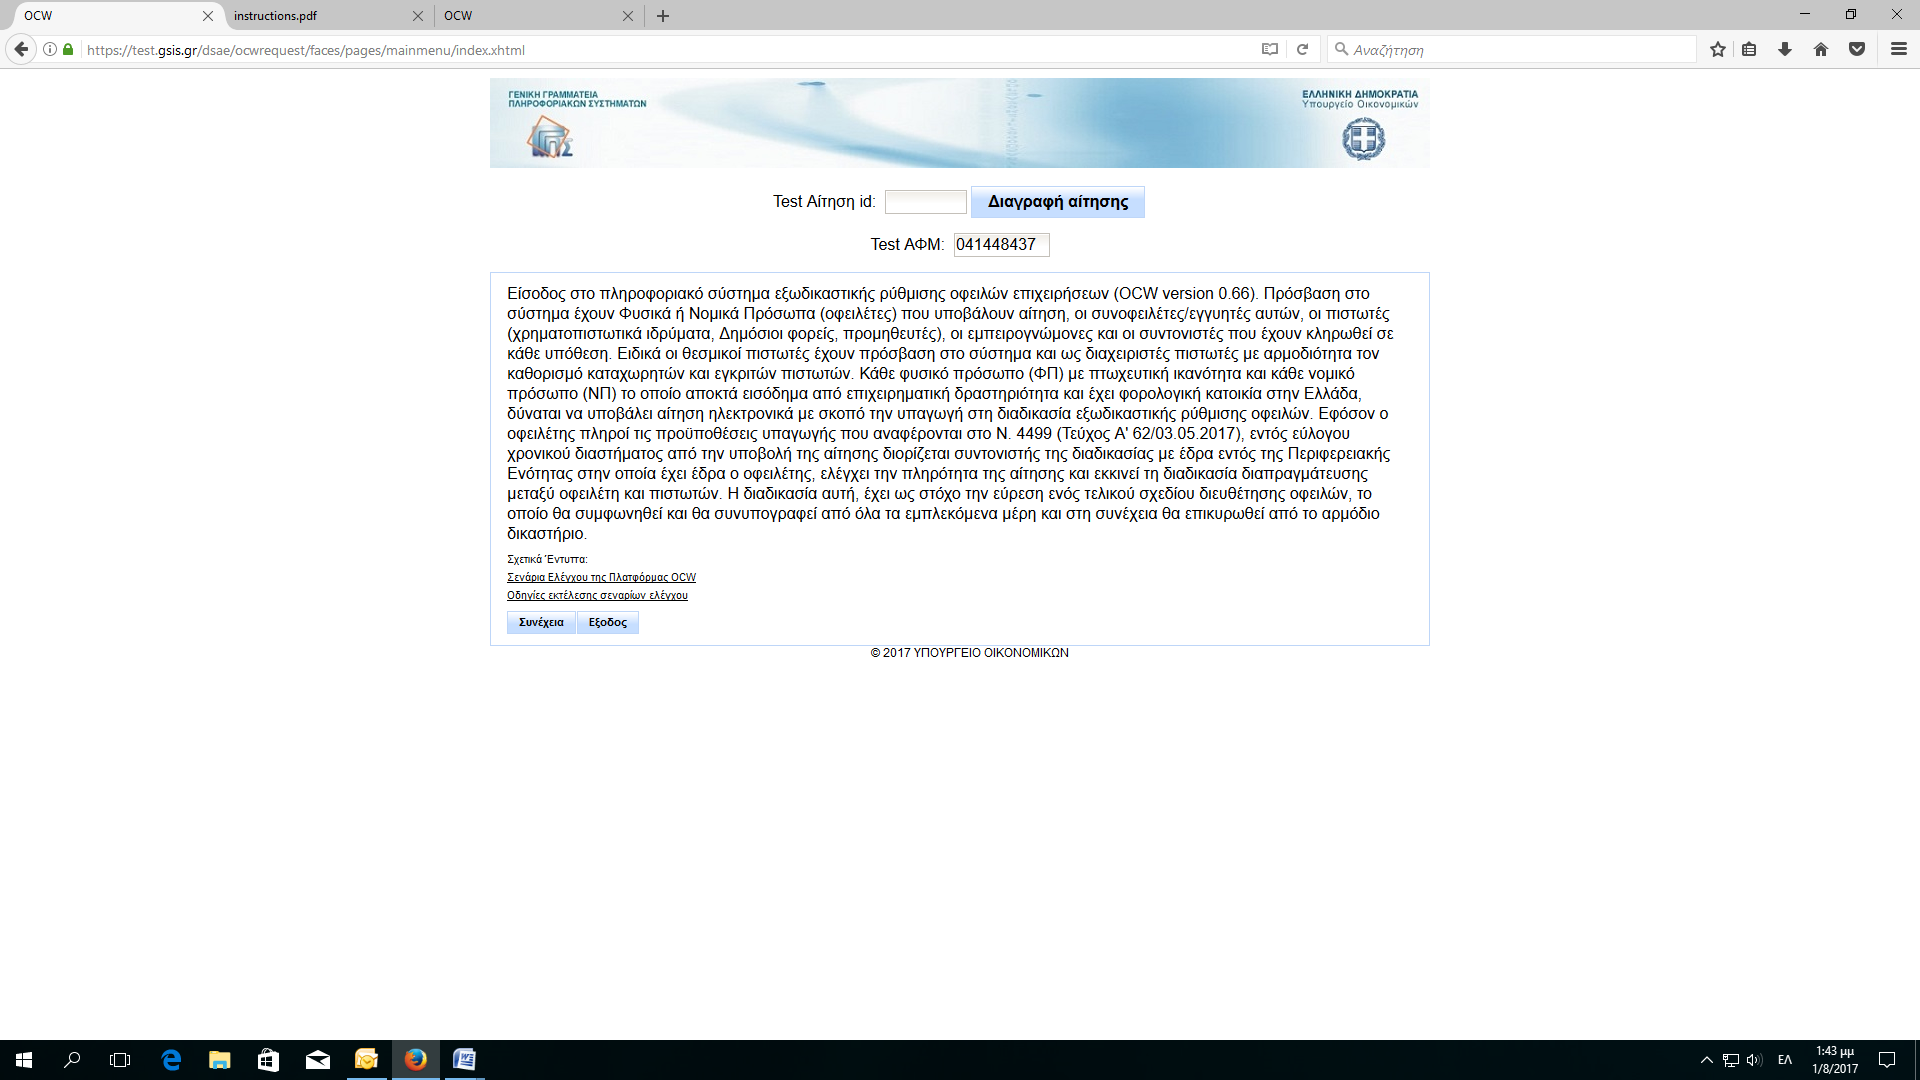 OCW
instructions.pdf
OCW
https://test.gsis.gr/dsae/ocwrequest/faces/pages/mainmenu/index.xhtml
Αναζήτηση
ΓΕΝΙΚΗ ΓΡΑΜΜΑΤΕΙΑ
ΠΛΗΡΟΦΟΡΙΑΚΩΝ ΣΥΣΤΗΜΑΤΩΝ
ΕΛΛΗΝΙΚΗ ΔΗΜΟΚΡΑΤΙΑ
Υπουργείο Οικονομικών
Test Αίτηση id:
Διαγραφή αίτησης
Test ΑΦΜ: 041448437
Είσοδος στο πληροφοριακό σύστημα εξωδικαστικής ρύθμισης οφειλών επιχειρήσεων (OCW version 0.66). Πρόσβαση στο
σύστημα έχουν Φυσικά ή Νομικά Πρόσωπα (οφειλέτες) που υποβάλουν αίτηση, οι συνοφειλέτες/εγγυητές αυτών, οι πιστωτές
(χρηματοπιστωτικά ιδρύματα, Δημόσιοι φορείς, προμηθευτές), οι εμπειρογνώμονες και οι συντονιστές που έχουν κληρωθεί σε
κάθε υπόθεση. Ειδικά οι θεσμικοί πιστωτές έχουν πρόσβαση στο σύστημα και ως διαχειριστές πιστωτές με αρμοδιότητα τον
καθορισμό καταχωρητών και εγκριτών πιστωτών. Κάθε φυσικό πρόσωπο (ΦΠ) με πτωχευτική ικανότητα και κάθε νομικό
πρόσωπο (ΝΠ) το οποίο αποκτά εισόδημα από επιχειρηματική δραστηριότητα και έχει φορολογική κατοικία στην Ελλάδα,
δύναται να υποβάλει αίτηση ηλεκτρονικά με σκοπό την υπαγωγή στη διαδικασία εξωδικαστικής ρύθμισης οφειλών. Εφόσον ο
οφειλέτης πληροί τις προϋποθέσεις υπαγωγής που αναφέρονται στο Ν. 4499 (Τεύχος Α' 62/03.05.2017), εντός εύλογου
χρονικού διαστήματος από την υποβολή της αίτησης διορίζεται συντονιστής της διαδικασίας με έδρα εντός της Περιφερειακής
Ενότητας στην οποία έχει έδρα ο οφειλέτης, ελέγχει την πληρότητα της αίτησης και εκκινεί τη διαδικασία διαπραγμάτευσης
μεταξύ οφειλέτη και πιστωτών. Η διαδικασία αυτή, έχει ως στόχο την εύρεση ενός τελικού σχεδίου διευθέτησης οφειλών, το
οποίο θα συμφωνηθεί και θα συνυπογραφεί από όλα τα εμπλεκόμενα μέρη και στη συνέχεια θα επικυρωθεί από το αρμόδιο
δικαστήριο.
Σχετικά Έντυπα:
Σενάρια Ελέγχου της Πλατφόρμας OCW
Οδηγίες εκτέλεσης σεναρίων ελέγχου
Συνέχεια
Εξοδος
© 2017 ΥΠΟΥΡΓΕΙΟ ΟΙΚΟΝΟΜΙΚΩΝ
ΕΛ
1:43 μμ
1/8/2017